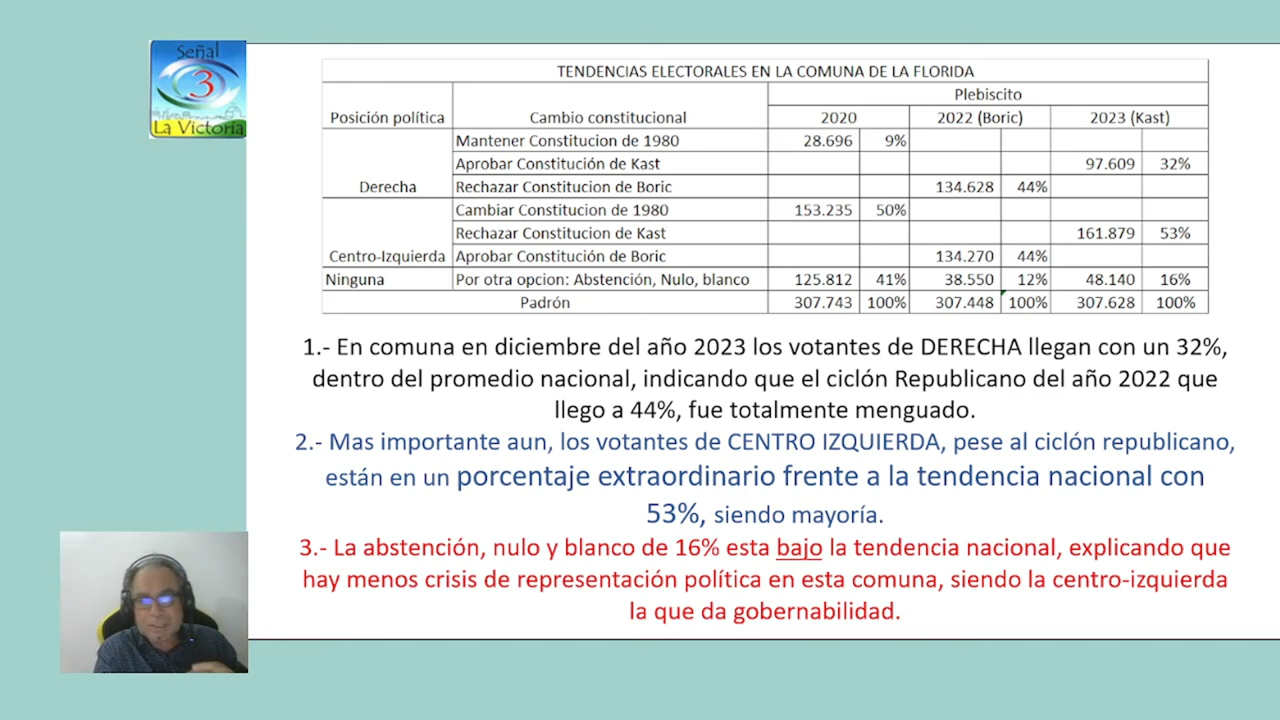 Señal
3
La Victoria
TENDENCIAS ELECTORALES EN LA COMUNA DE LA FLORIDA
Posición política Cambio constitucional Plebiscito
2020 2022 (Boric) 2023 (Kast)
Mantener Constitucion de 1980 28.696 9%
Aprobar Constitución de Kast 97.609 32%
Derecha Rechazar Constitucion de Boric 134.628 44%
Cambiar Constitucion de 1980 153.235 50%
Rechazar Constitucion de Kast 161.879 53%
Centro-Izquierda Aprobar Constitución de Boric 134.270 44%
Ninguna Por otra opcion: Abstención, Nulo, blanco 125.812 41% 38.550 12% 48.140 16%
Padrón 307.743 100% 307.448 100% 307.628 100%
1.- En comuna en diciembre del año 2023 los votantes de DERECHA llegan con un 32%,
dentro del promedio nacional, indicando que el ciclón Republicano del año 2022 que
llego a 44%, fue totalmente menguado.
2.- Mas importante aun, los votantes de CENTRO IZQUIERDA, pese al ciclón republicano,
están en un porcentaje extraordinario frente a la tendencia nacional con
53%, siendo mayoría.
3.- La abstención, nulo y blanco de 16% esta bajo la tendencia nacional, explicando que
hay menos crisis de representación política en esta comuna, siendo la centro-izquierda
la que da gobernabilidad.